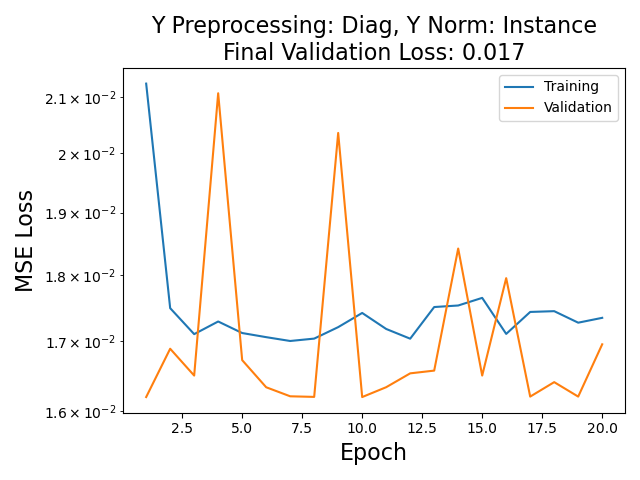 Y Preprocessing: Diag, Y Norm: Instance
Final Validation Loss: 0.017
Training
Validation
MSE Loss
2.1 × 10⁻²
2 × 10⁻²
1.9 × 10⁻²
1.8 × 10⁻²
1.7 × 10⁻²
1.6 × 10⁻²
2.5 5.0 7.5 10.0 12.5 15.0 17.5 20.0
Epoch